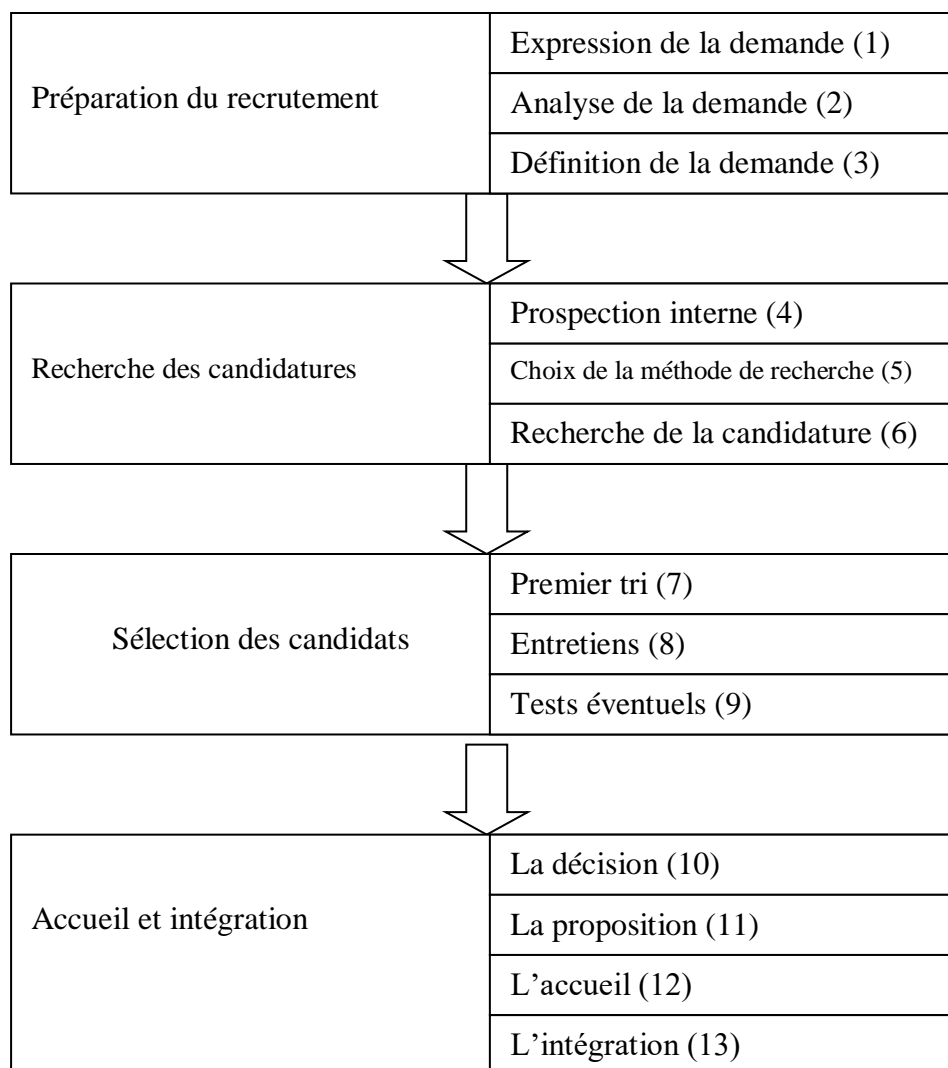 Préparation du recrutement
Expression de la demande (1)
Analyse de la demande (2)
Définition de la demande (3)
Recherche des candidatures
Prospection interne (4)
Choix de la méthode de recherche (5)
Recherche de la candidature (6)
Sélection des candidats
Premier tri (7)
Entretiens (8)
Tests éventuels (9)
Accueil et intégration
La décision (10)
La proposition (11)
L’accueil (12)
L’intégration (13)